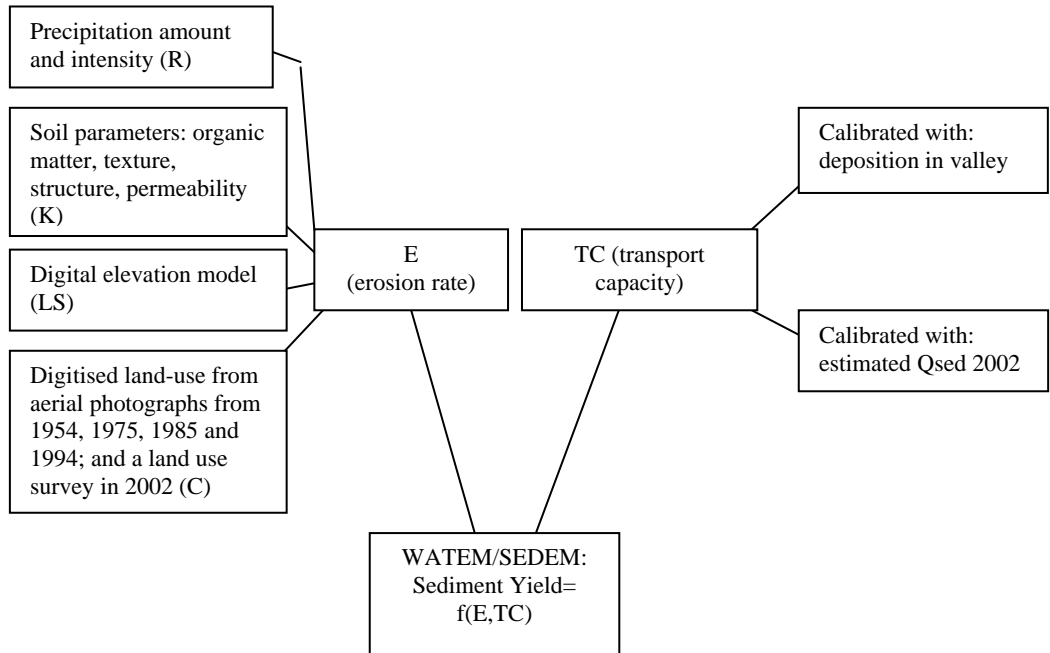 Precipitation amount
and intensity (R)
Soil parameters: organic
matter, texture,
structure, permeability
(K)
Digital elevation model
(LS)
Digitised land-use from
aerial photographs from
1954, 1975, 1985 and
1994; and a land use
survey in 2002 (C)
E
(erosion rate)
TC (transport
capacity)
Calibrated with:
deposition in valley
Calibrated with:
estimated Qsed 2002
WATEM/SEDEM:
Sediment Yield=
f(E,TC)